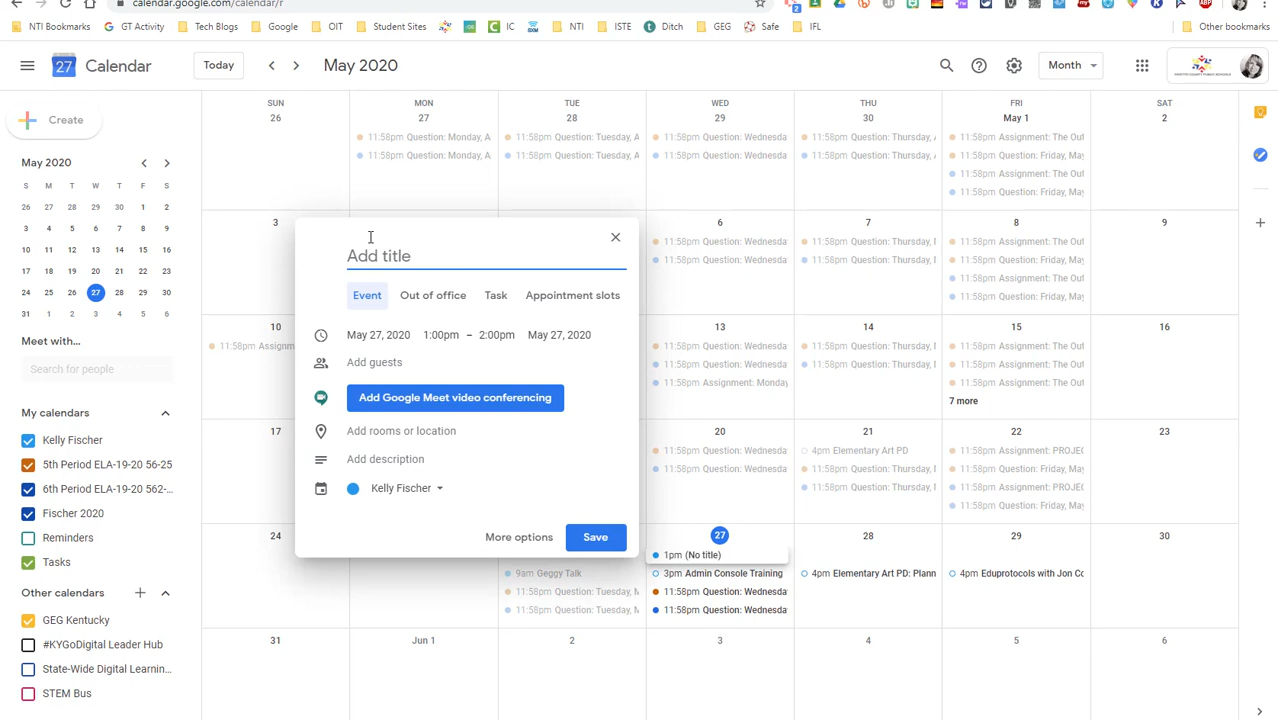 calendar.google.com/calendar/r
NTI Bookmarks GT Activity Tech Blogs Google OIT Student Sites IC NTI ISTE Ditch GEG Safe IFL Other bookmarks
27 Calendar Today May 2020 Month
Create
May 2020
S M T W T F S
26 27 28 29 30 1 2
3 4 5 6 7 8 9
10 11 12 13 14 15 16
17 18 19 20 21 22 23
24 25 26 27 28 29 30
31 1 2 3 4 5 6
Meet with...
Search for people
My calendars
Kelly Fischer
5th Period ELA-19-20 56-25
6th Period ELA-19-20 562-...
Fischer 2020
Reminders
Tasks
Other calendars
GEG Kentucky
#KYGoDigital Leader Hub
State-Wide Digital Learnin...
STEM Bus
SUN MON TUE WED THU FRI SAT
26 27 28 29 30 May 1 2
11:58pm Question: Monday, A 11:58pm Question: Tuesday, A 11:58pm Question: Wednesda 11:58pm Question: Thursday, A 11:58pm Assignment: The Out
11:58pm Question: Monday, A 11:58pm Question: Tuesday, A 11:58pm Question: Wednesda 11:58pm Question: Thursday, A 11:58pm Question: Friday, May
11:58pm Assignment: The Out
11:58pm Question: Friday, May
3 6 7 8 9
11:58pm Question: Wednesda 11:58pm Question: Thursday, M 11:58pm Assignment: The Out
11:58pm Question: Wednesda 11:58pm Question: Thursday, M 11:58pm Question: Friday, May
11:58pm Assignment: The Out
11:58pm Question: Friday, May
10 13 14 15 16
11:58pm Assignm 11:58pm Question: Wednesda 11:58pm Question: Thursday, M 11:58pm Assignment: The Out
11:58pm Question: Wednesda 11:58pm Question: Thursday, M 11:58pm Question: Friday, May
11:58pm Assignment: Monday 11:58pm Assignment: The Out
7 more
17 20 21 22 23
11:58pm Question: Wednesda 4pm Elementary Art PD 11:58pm Assignment: PROJEC
11:58pm Question: Wednesda 11:58pm Question: Thursday, M 11:58pm Question: Friday, May
11:58pm Question: Thursday, M 11:58pm Assignment: PROJEC
11:58pm Question: Friday, May
24 27 28 29 30
1pm (No title)
9am Geggy Talk 3pm Admin Console Training 4pm Elementary Art PD: Plann 4pm Eduprotocols with Jon Co
11:58pm Question: Tuesday, M 11:58pm Question: Wednesda
11:58pm Question: Tuesday, M 11:58pm Question: Wednesda
31 Jun 1 2 3 4 5 6
Add title
Event Out of office Task Appointment slots
May 27, 2020 1:00pm – 2:00pm May 27, 2020
Add guests
Add Google Meet video conferencing
Add rooms or location
Add description
Kelly Fischer
More options Save